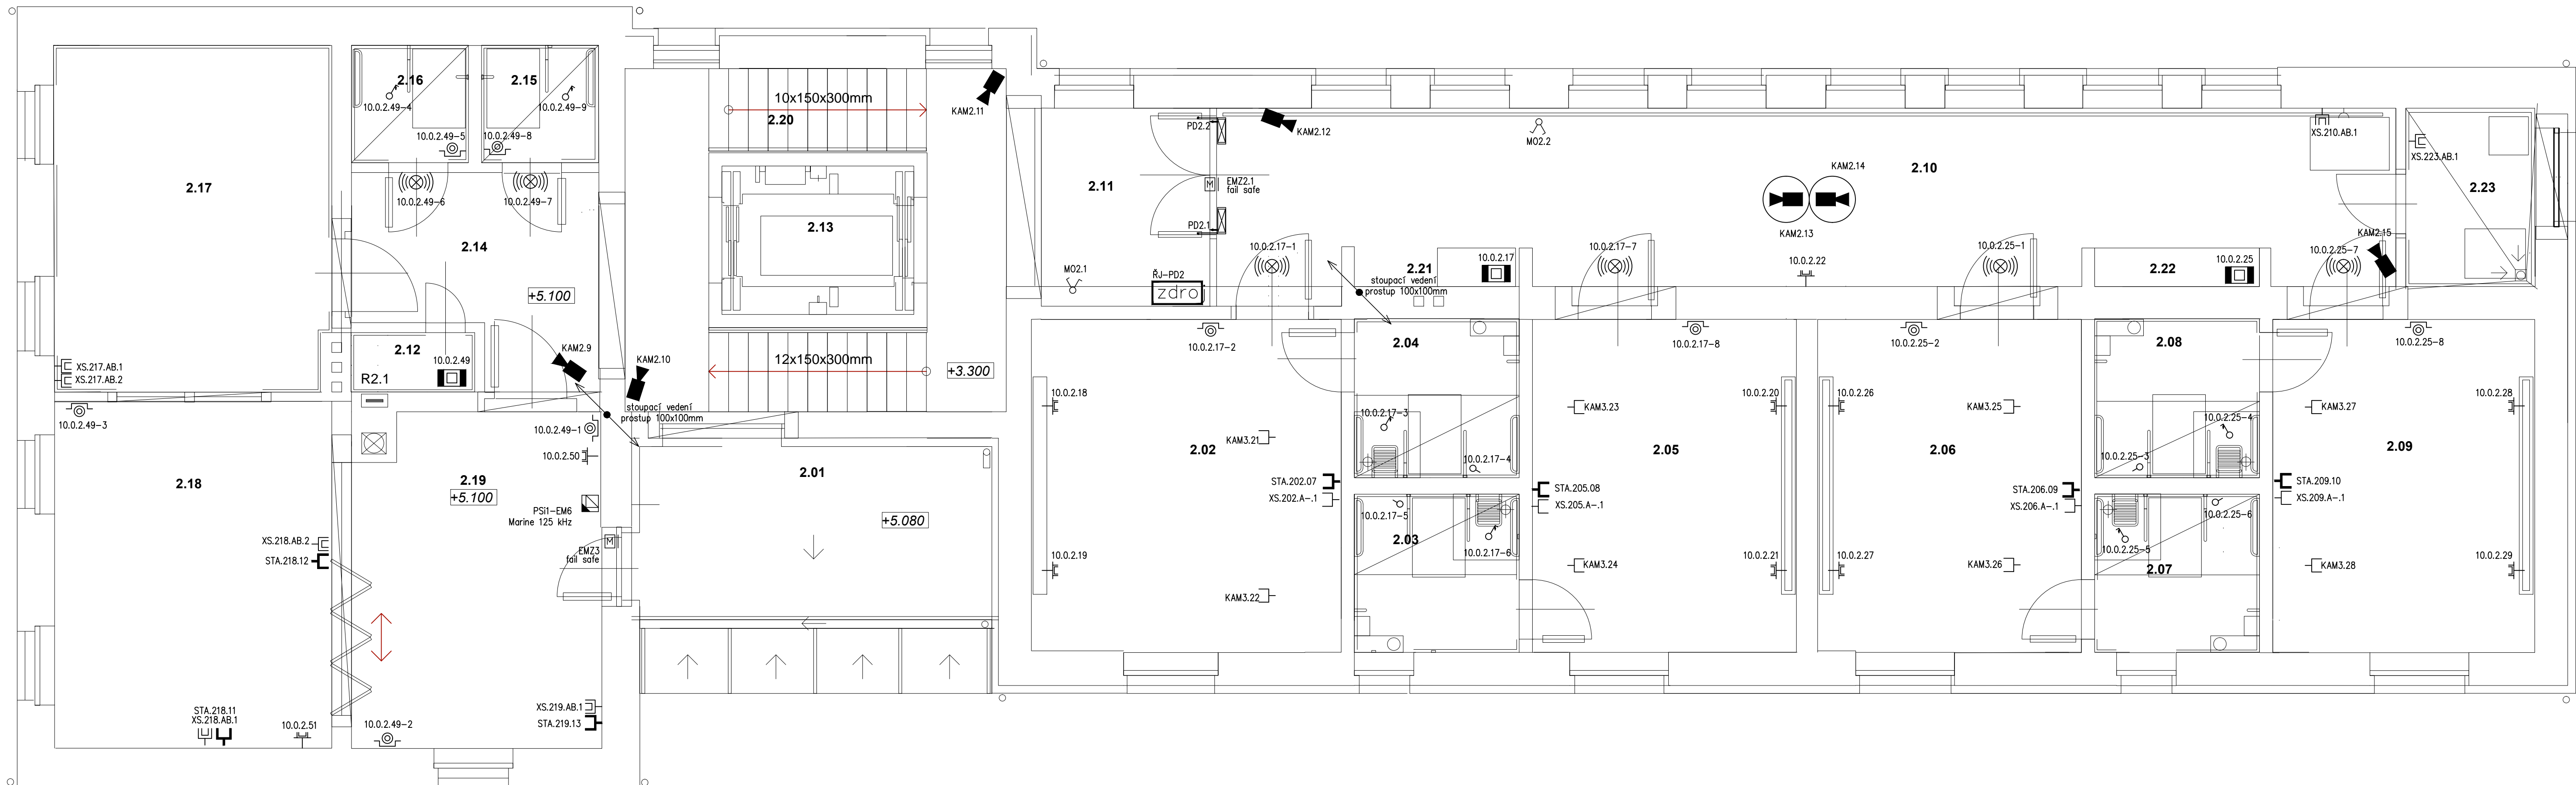 2.16
10.0.2.49-4
10.0.2.49-5
2.15
10.0.2.49-9
10.0.2.49-8
10.0.2.49-6
10.0.2.49-7
2.17
2.14
+5.100
XS.217.AB.1
XS.217.AB.2
2.12
10.0.2.49
R2.1
KAM2.9
KAM2.10
stoupací vedení
prostup 100x100mm
10x150x300mm
2.20
2.13
12x150x300mm
+3.300
KAM2.11
10.0.2.49-3
2.18
XS.218.AB.2
STA.218.12
STA.218.11
XS.218.AB.1
10.0.2.51
10.0.2.49-1
10.0.2.50
2.19
+5.100
PSi1-EM6
Marine 125 kHz
EMZ3
fail safe
M
XS.219.AB.1
STA.219.13
10.0.2.49-2
2.01
+5.080
2.11
PD2.2
PD2.1
M
EMZ2.1
fail safe
KAM2.12
MO2.1
ŘJ-PD2
zdroj
MO2.2
KAM2.14
KAM2.13
2.10
10.0.2.17-1
2.21
10.0.2.17
stoupací vedení
prostup 100x100mm
10.0.2.17-7
10.0.2.22
10.0.2.25-1
2.22
10.0.2.25
10.0.2.25-7
KAM2.15
XS.210.AB.1
XS.223.AB.1
2.23
10.0.2.17-2
10.0.2.18
2.02
KAM3.21
STA.202.07
XS.202.A-.1
10.0.2.19
KAM3.22
2.04
10.0.2.17-3
10.0.2.17-4
10.0.2.17-5
2.03
10.0.2.17-6
10.0.2.17-8
KAM3.23
10.0.2.20
2.05
STA.205.08
XS.205.A-.1
KAM3.24
10.0.2.21
10.0.2.25-2
10.0.2.26
KAM3.25
2.06
STA.206.09
XS.206.A-.1
10.0.2.27
KAM3.26
2.08
10.0.2.25-4
10.0.2.25-3
10.0.2.25-6
10.0.2.25-5
2.07
10.0.2.25-8
KAM3.27
10.0.2.28
2.09
STA.209.10
XS.209.A-.1
KAM3.28
10.0.2.29